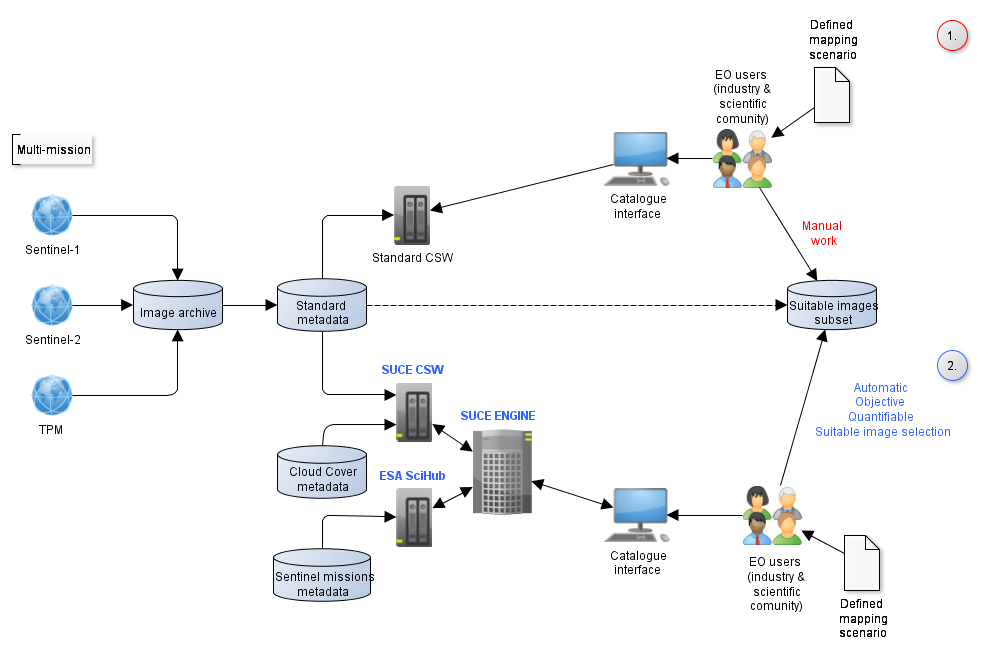 Defined
mapping
scenario
1.
EO users
(industry &
scientific
comunity)
Multi-mission
Catalogue
interface
Manual
work
Sentinel-1
Standard CSW
Image archive
Standard
metadata
Suitable images
subset
Sentinel-2
SUCE CSW
2.
TPM
Automatic
Objective
Quantifiable
Suitable image selection
SUCE ENGINE
Cloud Cover
metadata
ESA SciHub
Catalogue
interface
EO users
(industry &
scientific
comunity)
Sentinel missions
metadata
Defined
mapping
scenario